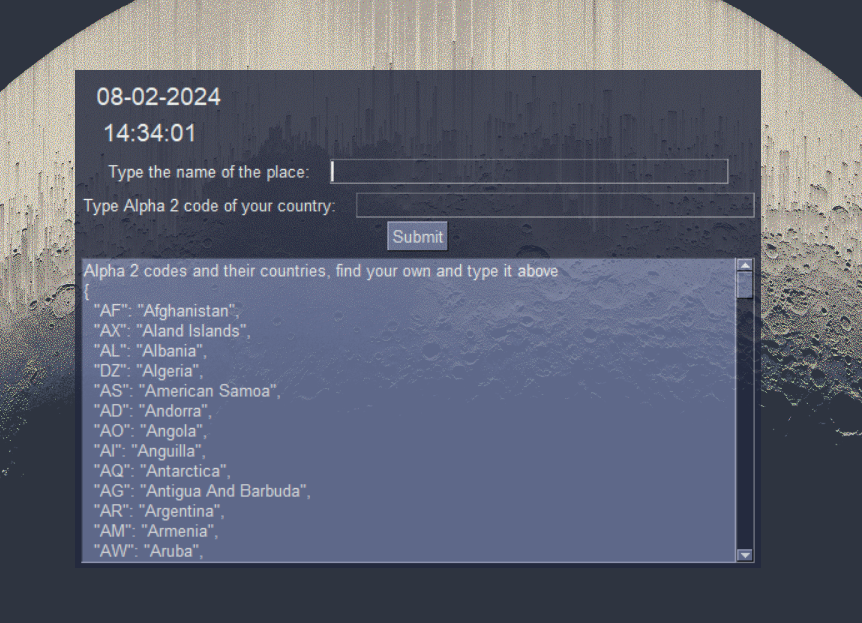 08-02-2024
14:34:01
Type the name of the place:
Type Alpha 2 code of your country:
Submit
Alpha 2 codes and their countries, find your own and type it above
{
"AF": "Afghanistan",
"AX": "Aland Islands",
"AL": "Albania",
"DZ": "Algeria",
"AS": "American Samoa",
"AD": "Andorra",
"AO": "Angola",
"AI": "Anguilla",
"AQ": "Antarctica",
"AG": "Antigua And Barbuda",
"AR": "Argentina",
"AM": "Armenia",
"AW": "Aruba",